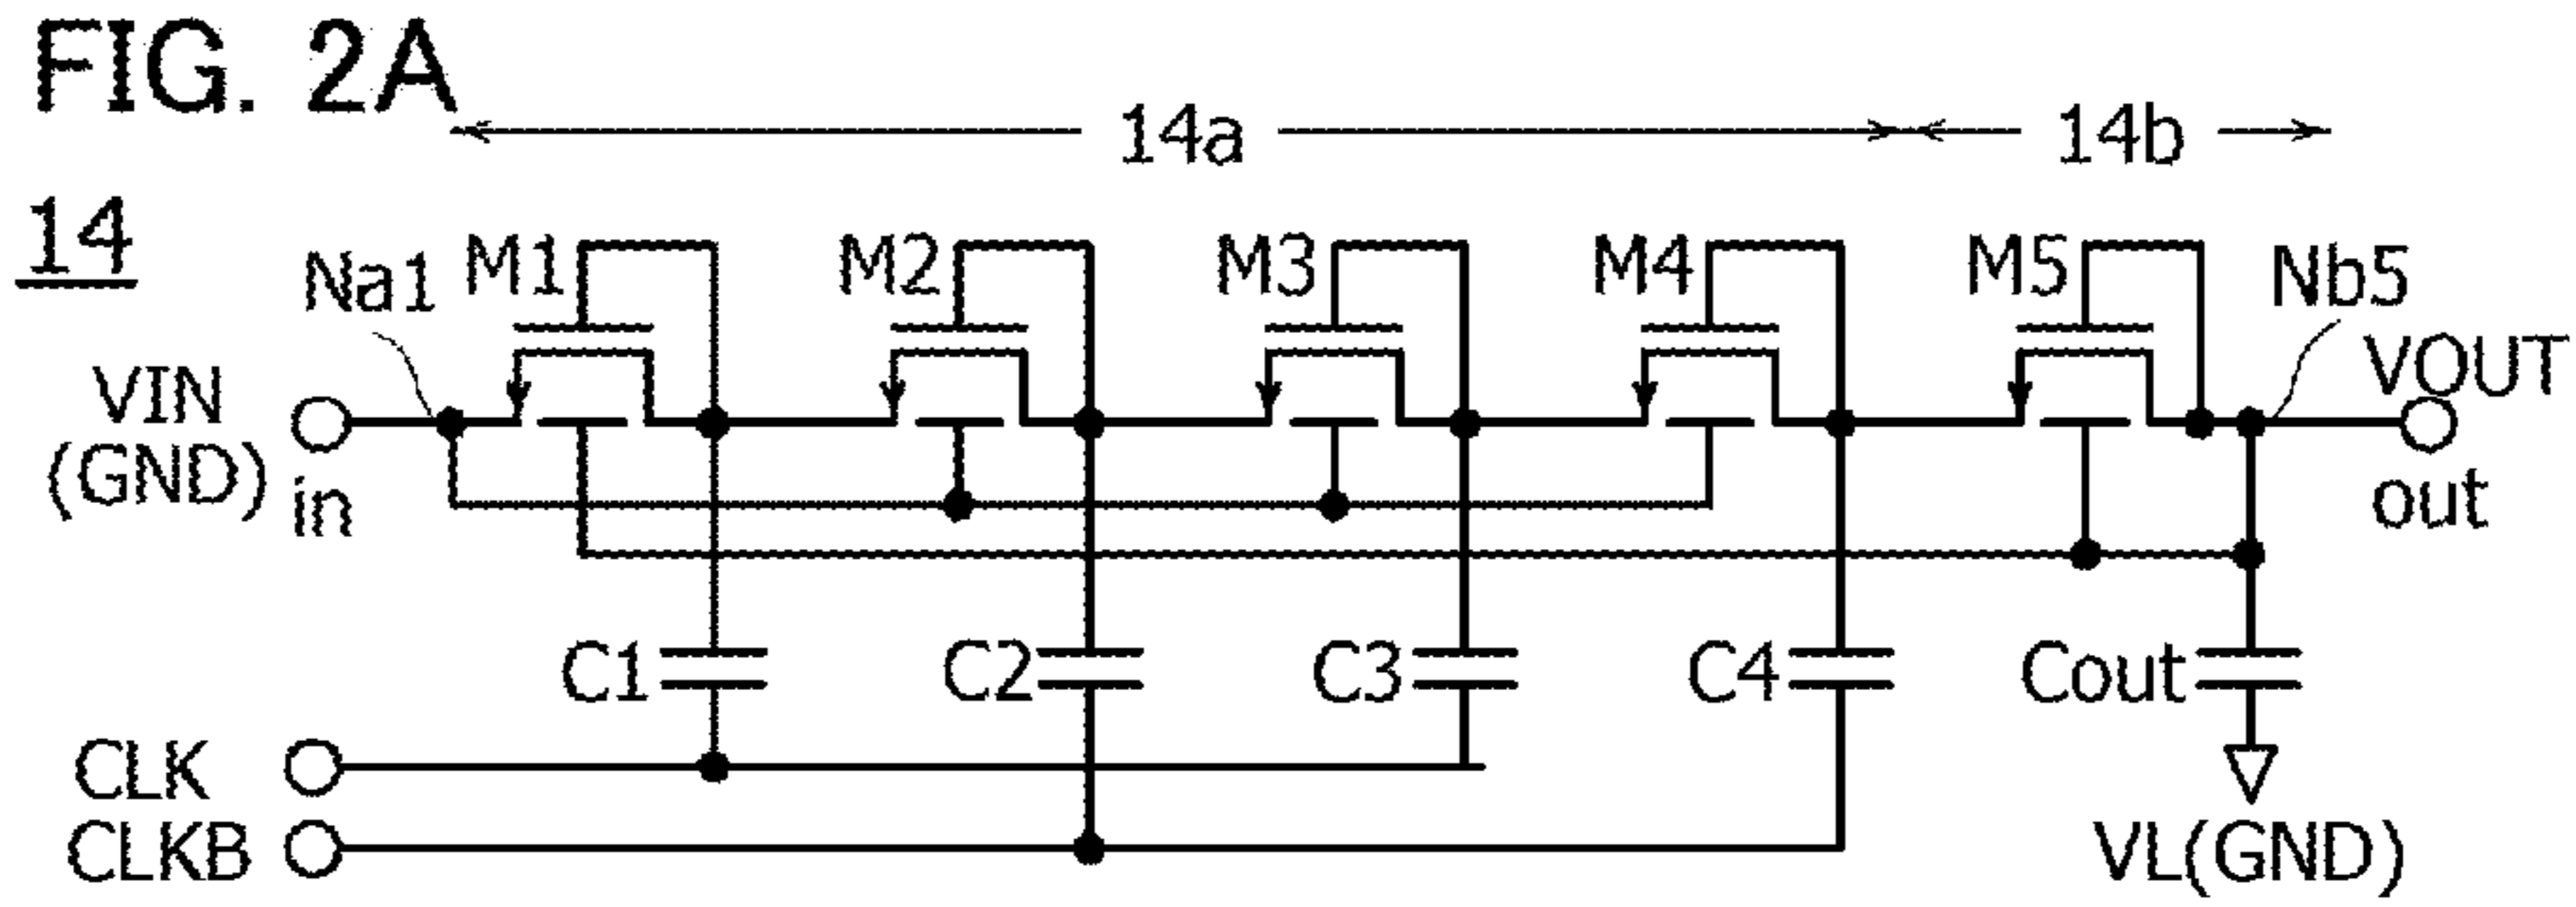 FIG. 2A
14a
14b
14
Na1
M1
M2
M3
M4
M5
Nb5
VIN
(GND)
in
VOUT
out
C1
C2
C3
C4
Cout
CLK
CLKB
VL(GND)